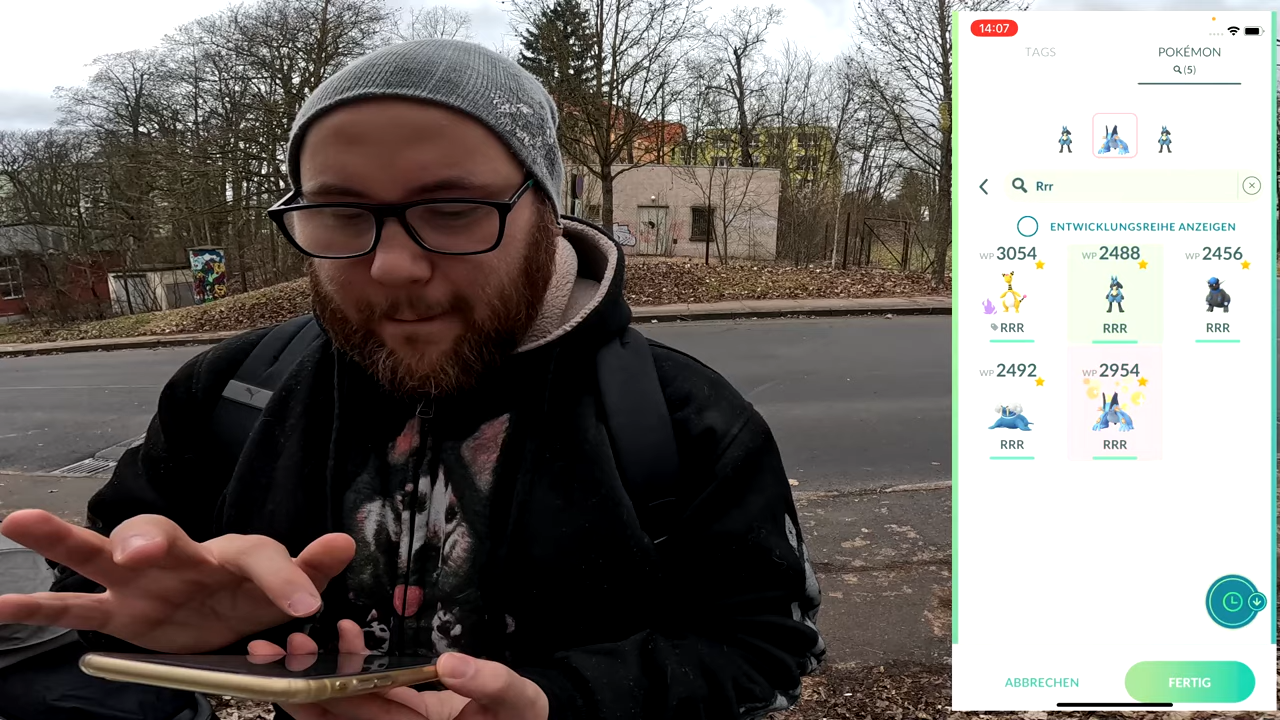 14:07
TAGS
POKÉMON
(5)
Rrr
ENTWICKLUNGSREIHE ANZEIGEN
WP 3054
WP 2488
WP 2456
RRR
RRR
RRR
WP 2492
WP 2954
RRR
RRR
ABBRECHEN
FERTIG